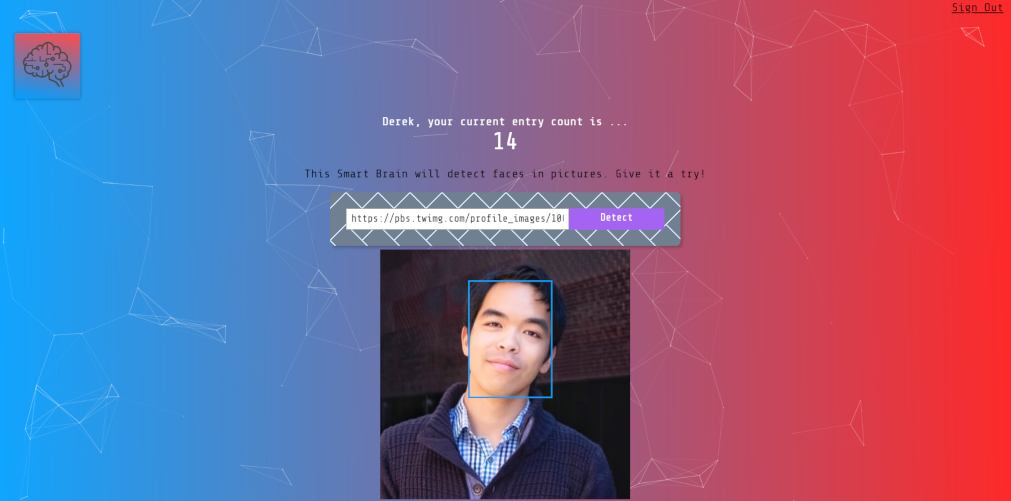 Sign Out
Derek, your current entry count is ...
14
This Smart Brain will detect faces in pictures. Give it a try!
https://pbs.twimg.com/profile_images/10
Detect